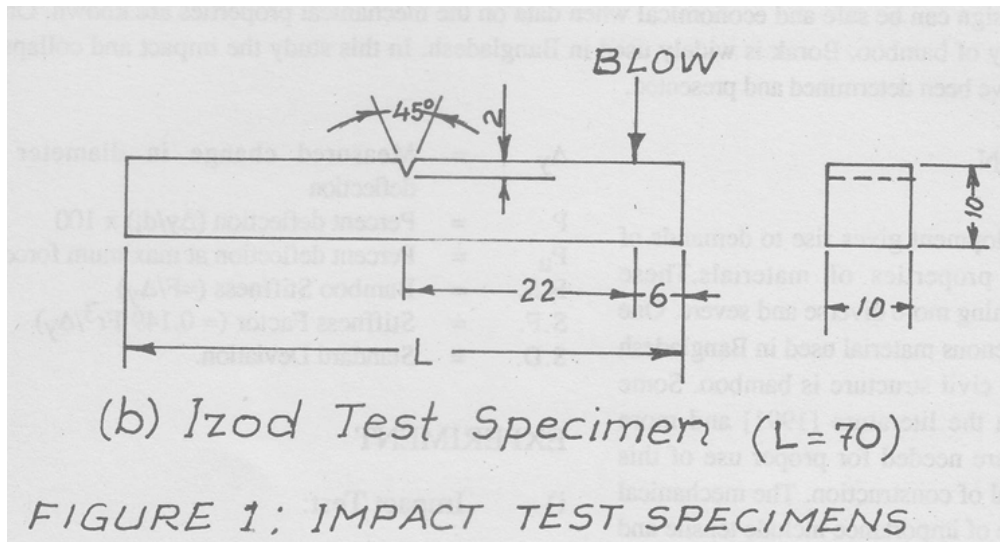 BLOW
45°
2
10
22
6
10
L
(b) Izod Test Specimen (L=70)
FIGURE 1: IMPACT TEST SPECIMENS